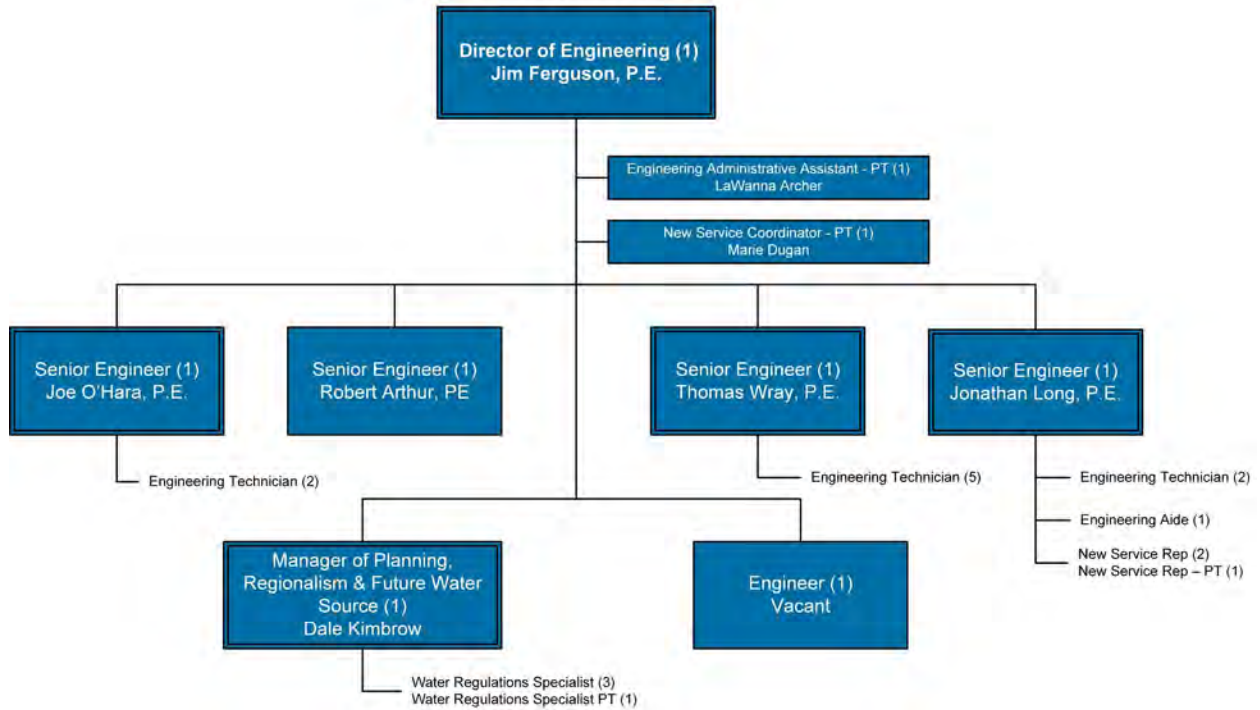 Director of Engineering (1)
Jim Ferguson, P.E.
Engineering Administrative Assistant - PT (1)
LaWanna Archer
New Service Coordinator - PT (1)
Marie Dugan
Senior Engineer (1)
Joe O'Hara, P.E.
Senior Engineer (1)
Robert Arthur, PE
Senior Engineer (1)
Thomas Wray, P.E.
Senior Engineer (1)
Jonathan Long, P.E.
Engineering Technician (2)
Engineering Technician (5)
Engineering Technician (2)
Engineering Aide (1)
New Service Rep (2)
New Service Rep – PT (1)
Manager of Planning,
Regionalism & Future Water
Source (1)
Dale Kimbrow
Engineer (1)
Vacant
Water Regulations Specialist (3)
Water Regulations Specialist PT (1)